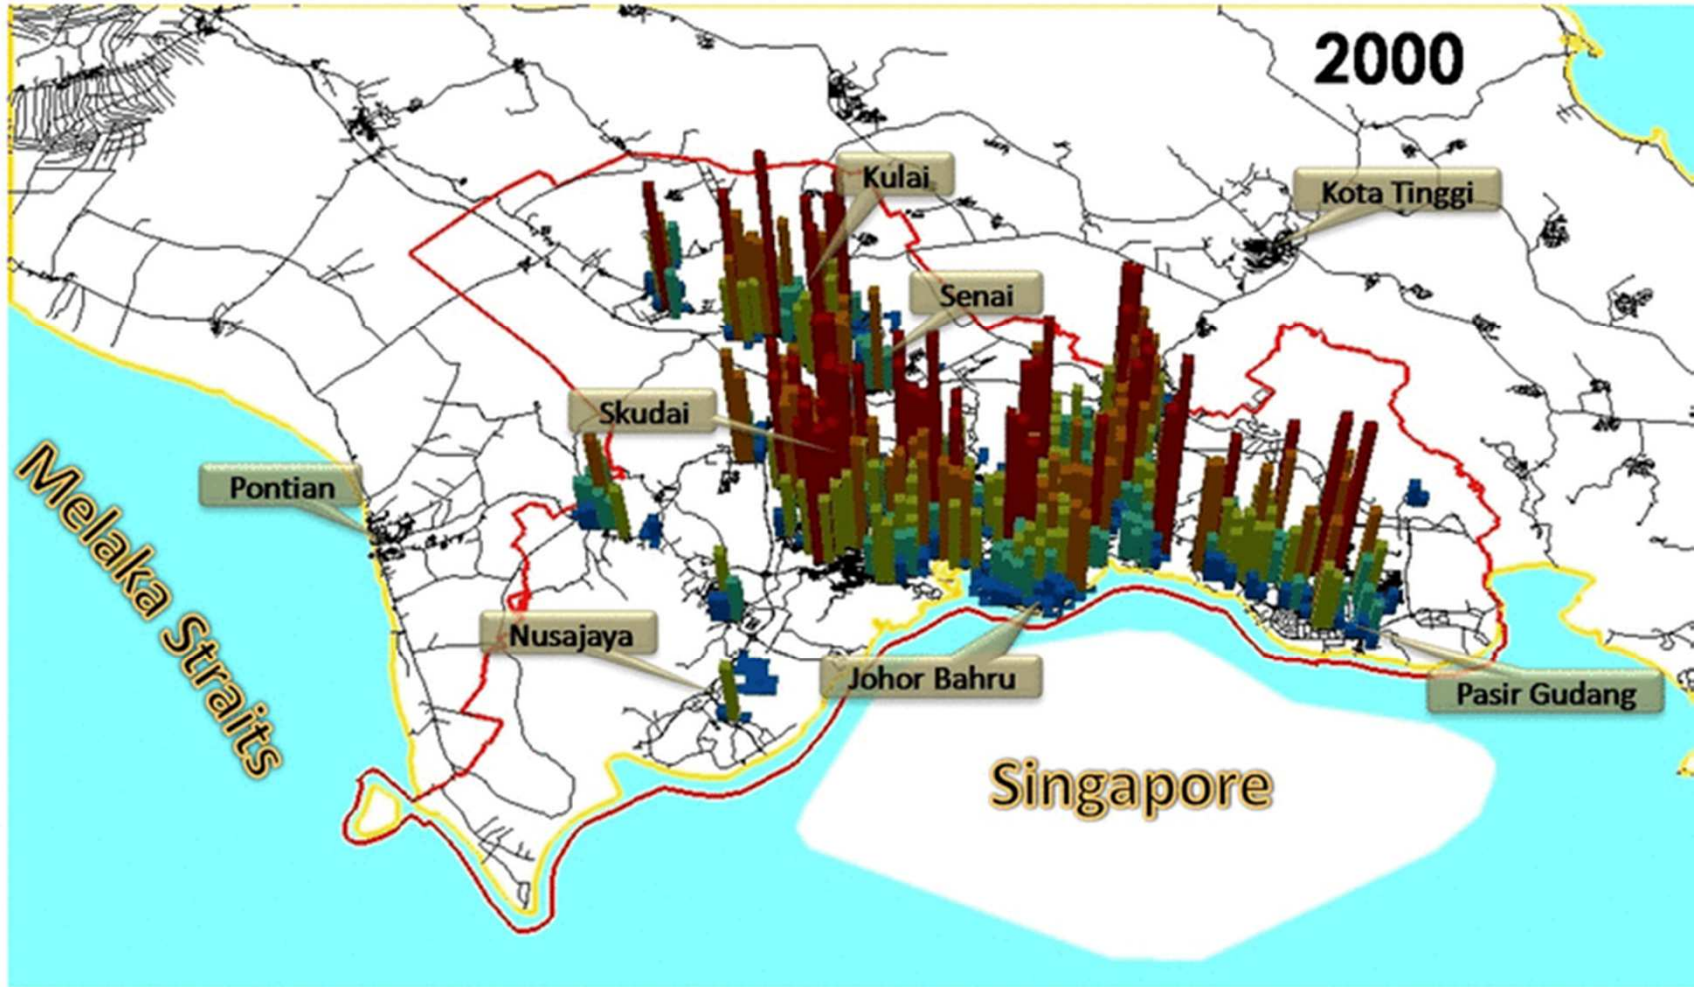 2000
Kulai
Kota Tinggi
Senai
Skudai
Pontian
Melaka Straits
Nusajaya
Johor Bahru
Pasir Gudang
Singapore